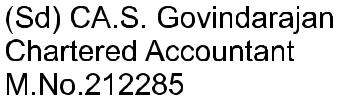 (Sd) CA.S. Govindarajan
Chartered Accountant
M.No.212285